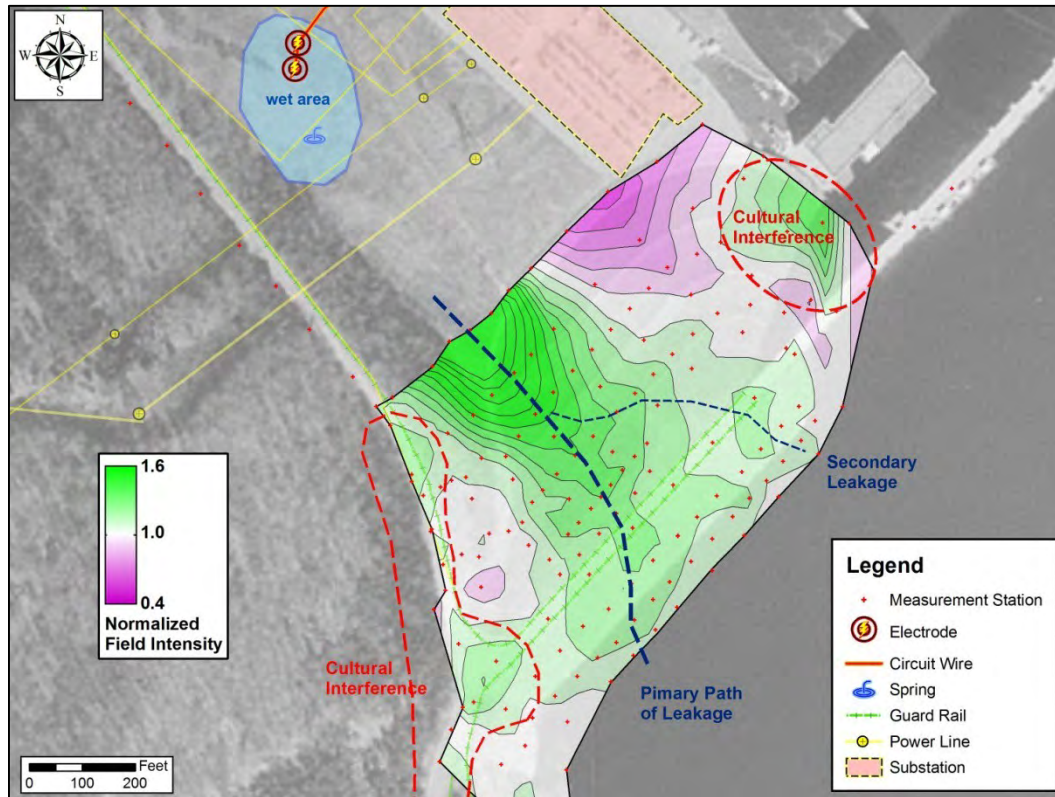 N
W E
S
wet area
Cultural
Interference
Secondary
Leakage
1.6
1.0
0.4
Normalized
Field Intensity
Cultural
Interference
Pimary Path
of Leakage
Feet
0 50 100 200
Legend
Measurement Station
Electrode
Circuit Wire
Spring
Guard Rail
Power Line
Substation